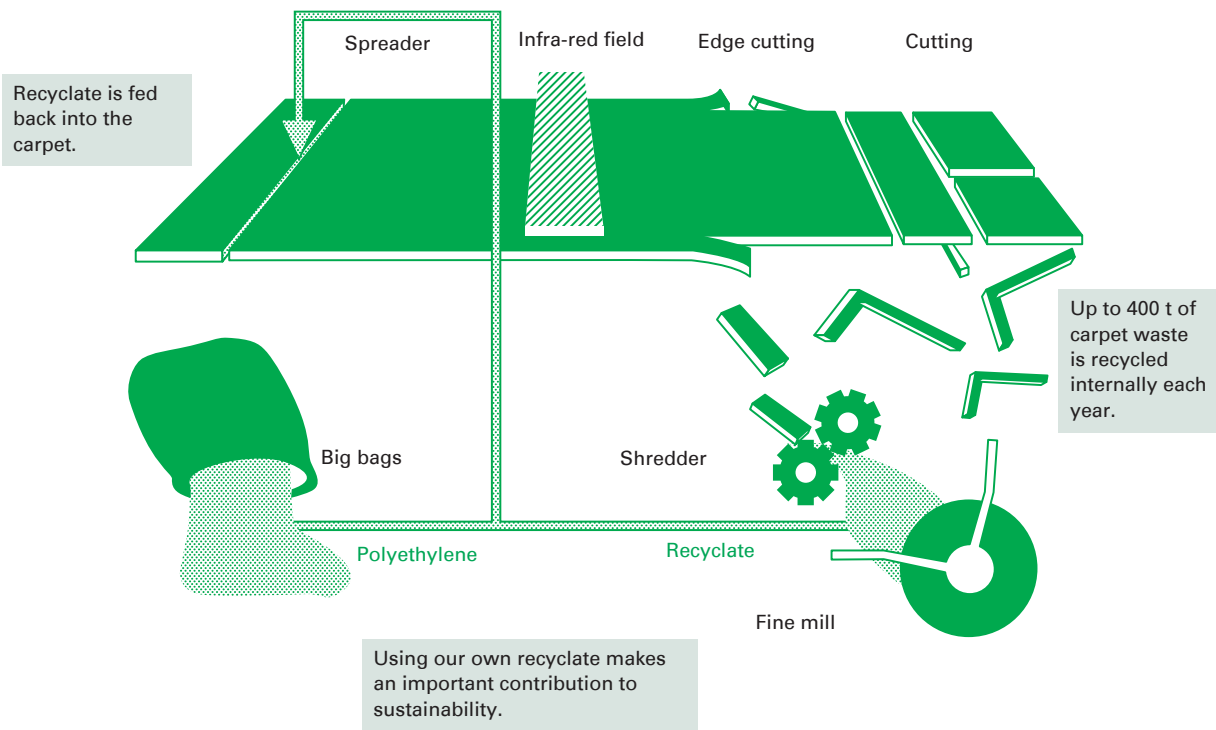 Spreader
Infra-red field
Edge cutting
Cutting
Recyclate is fed
back into the
carpet.
Up to 400 t of
carpet waste
is recycled
internally each
year.
Big bags
Shredder
Polyethylene
Recyclate
Fine mill
Using our own recyclate makes
an important contribution to
sustainability.